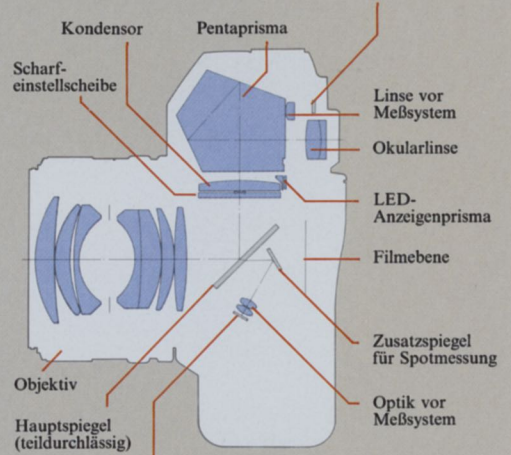 Kondensor
Pentaprisma
Scharf-
einstellscheibe
Linse vor
Meßsystem
Okularlinse
LED-
Anzeigenprisma
Filmebene
Zusatzspiegel
für Spotmessung
Objektiv
Optik vor
Meßsystem
Hauptspiegel
(teildurchlässig)